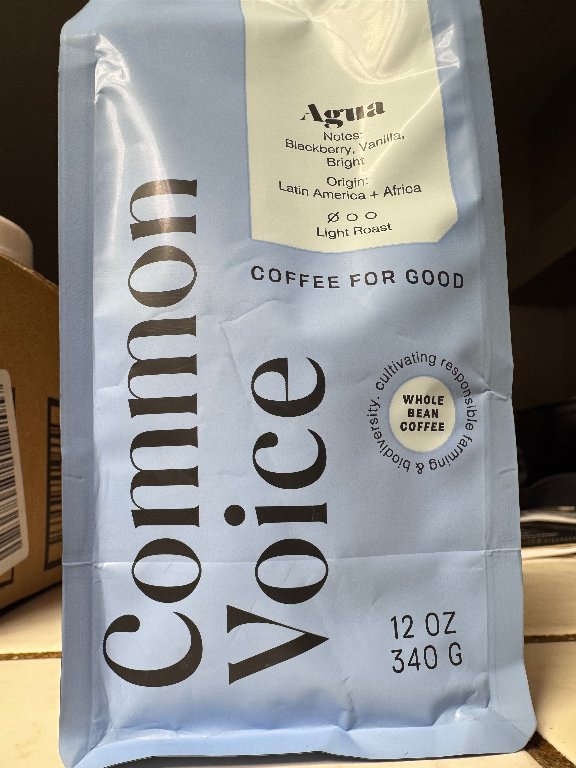 Agua
Notes:
Blackberry, Vanilla,
Bright
Origin:
Latin America + Africa
Light Roast
COFFEE FOR GOOD
Common
Voice
cultivating responsible farming & biodiversity.
WHOLE
BEAN
COFFEE
12 OZ
340 G